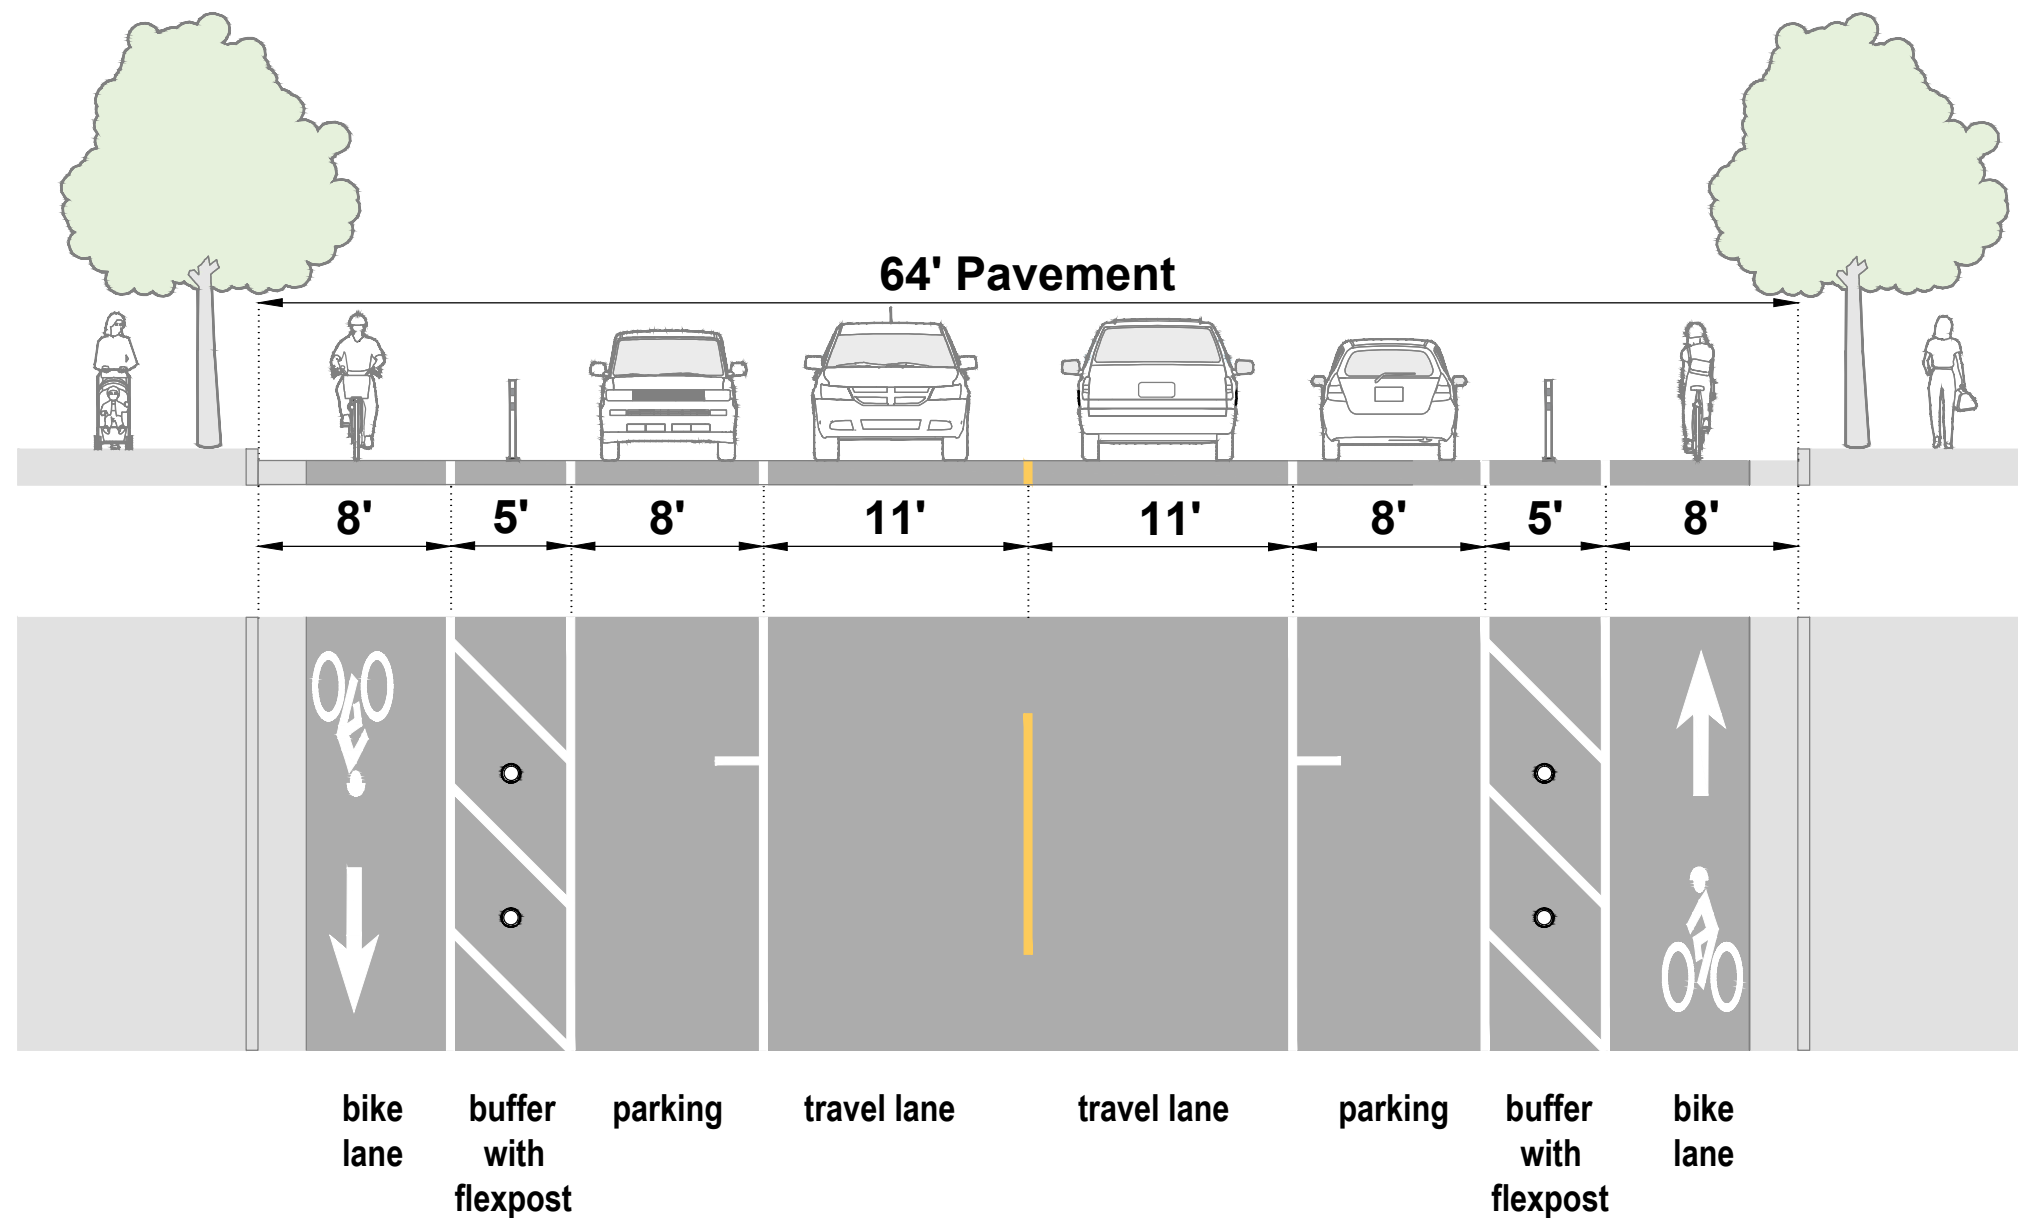 64' Pavement
8' 5' 8' 11' 11' 8' 5' 8'
bike
lane
buffer
with
flexpost
parking
travel lane
travel lane
parking
buffer
with
flexpost
bike
lane